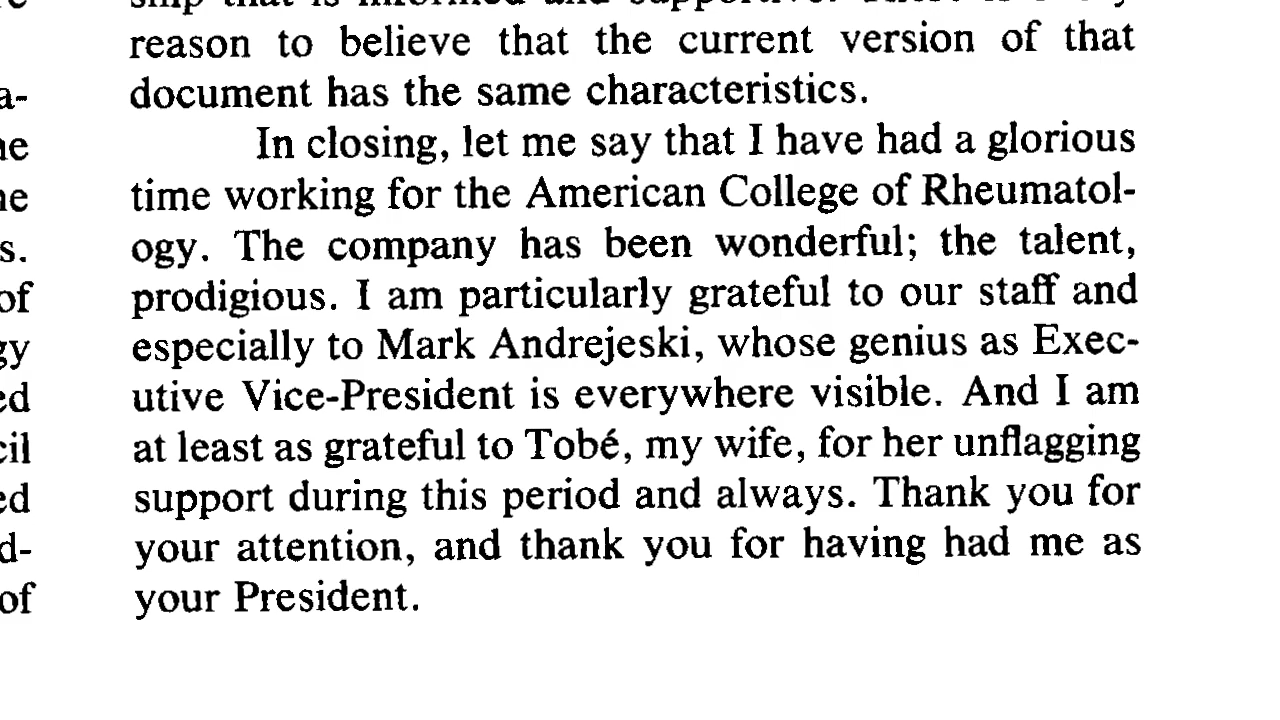 reason to believe that the current version of that
document has the same characteristics.
In closing, let me say that I have had a glorious
time working for the American College of Rheumatol-
ogy. The company has been wonderful; the talent,
prodigious. I am particularly grateful to our staff and
especially to Mark Andrejeski, whose genius as Exec-
utive Vice-President is everywhere visible. And I am
at least as grateful to Tobé, my wife, for her unflagging
support during this period and always. Thank you for
your attention, and thank you for having had me as
your President.